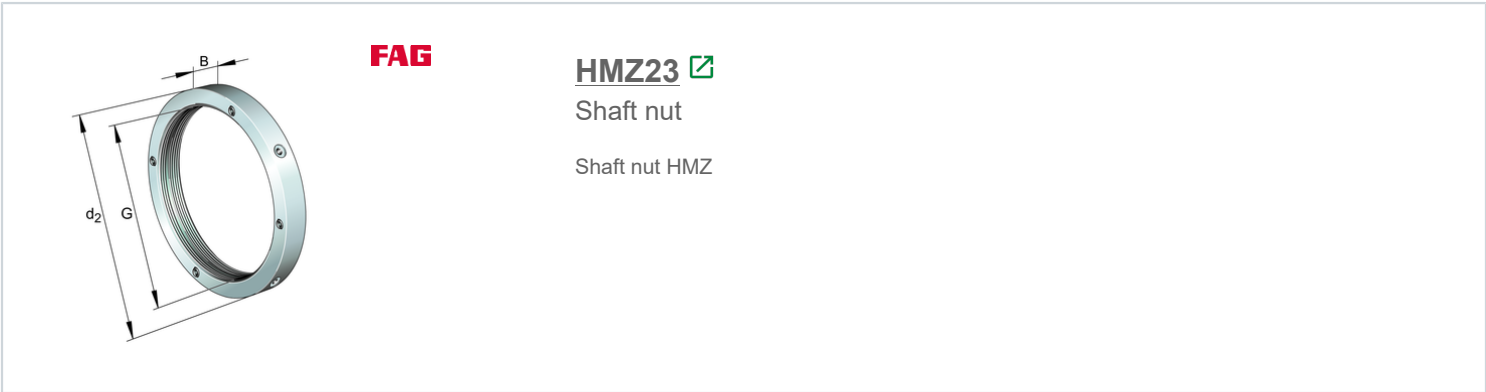 B
FAG
HMZ23
Shaft nut
d2
G
Shaft nut HMZ